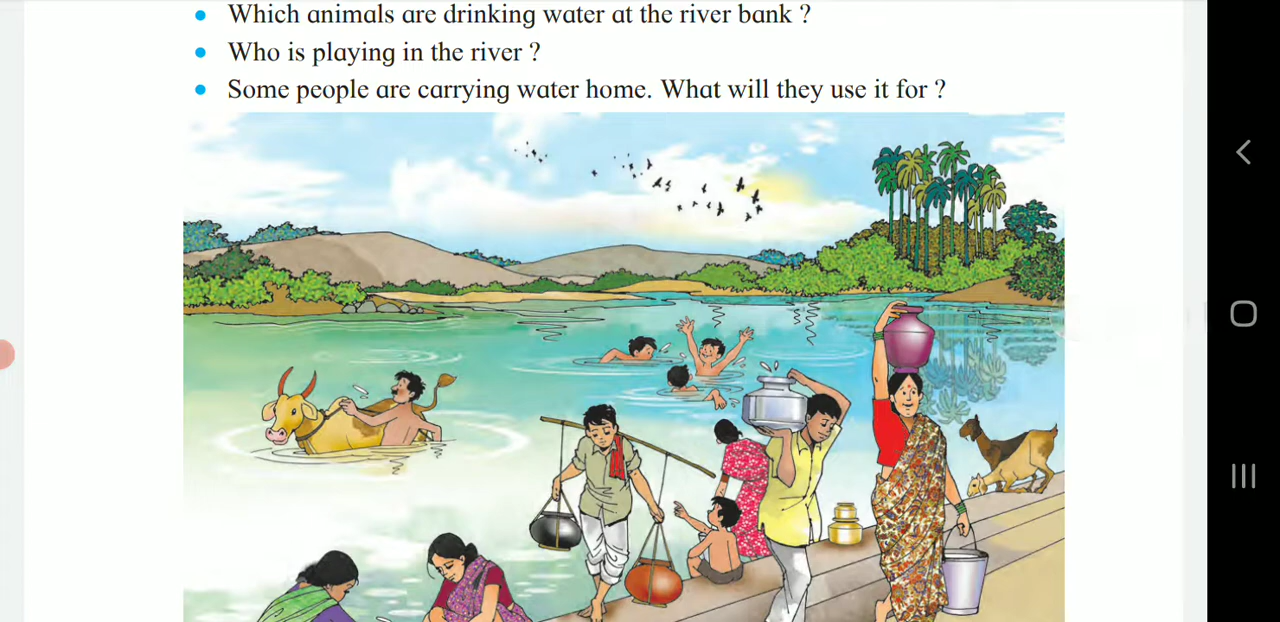 • Which animals are drinking water at the river bank ?
• Who is playing in the river ?
• Some people are carrying water home. What will they use it for ?